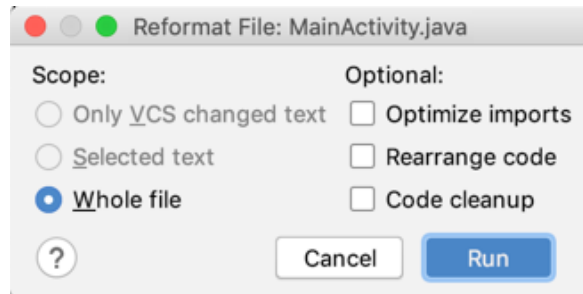 Reformat File: MainActivity.java
Scope:
Optional:
Only VCS changed text
Optimize imports
Selected text
Rearrange code
Whole file
Code cleanup
?
Cancel
Run